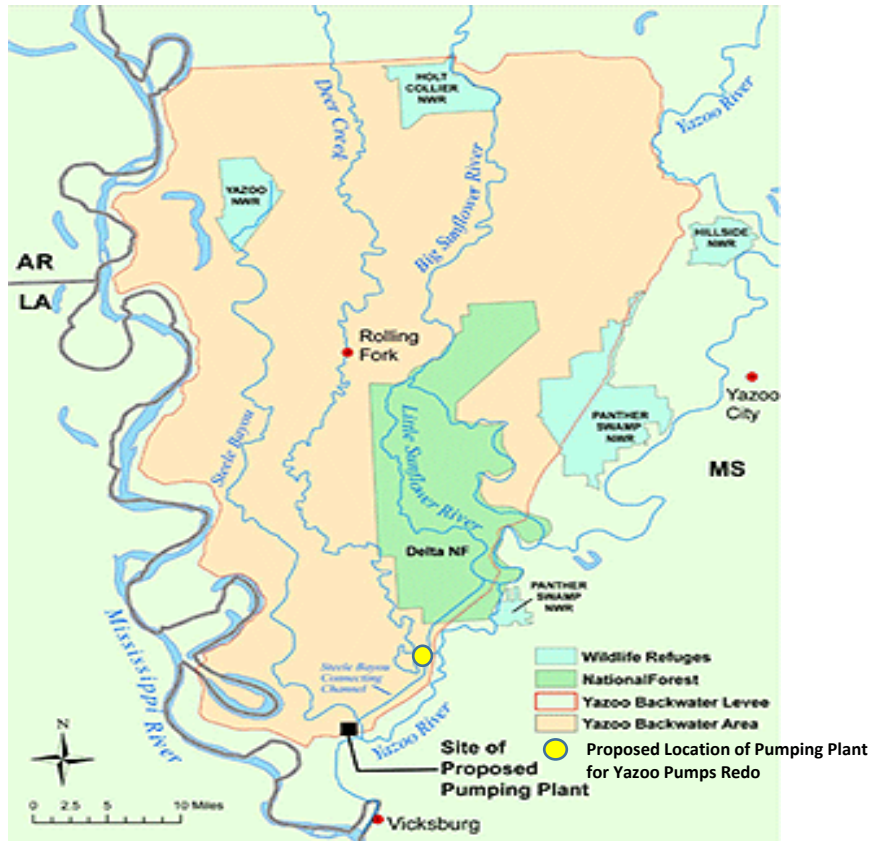 HOLT
COLLIER
NWR
Deer Creek
Yazoo River
YAZOO
NWR
Big Sunflower River
HILLSIDE
NWR
AR
LA
Rolling
Fork
Yazoo
City
PANTHER
SWAMP
NWR
Little Sunflower River
Steele Bayou
MS
Delta NF
PANTHER
SWAMP
NWR
Mississippi River
Steele Bayou
Connecting
Channel
Yazoo River
Wildlife Refuges
NationalForest
Yazoo Backwater Levee
Yazoo Backwater Area
Proposed Location of Pumping Plant
for Yazoo Pumps Redo
Site of
Proposed
Pumping Plant
N
0 2.5 5 10 Miles
Vicksburg